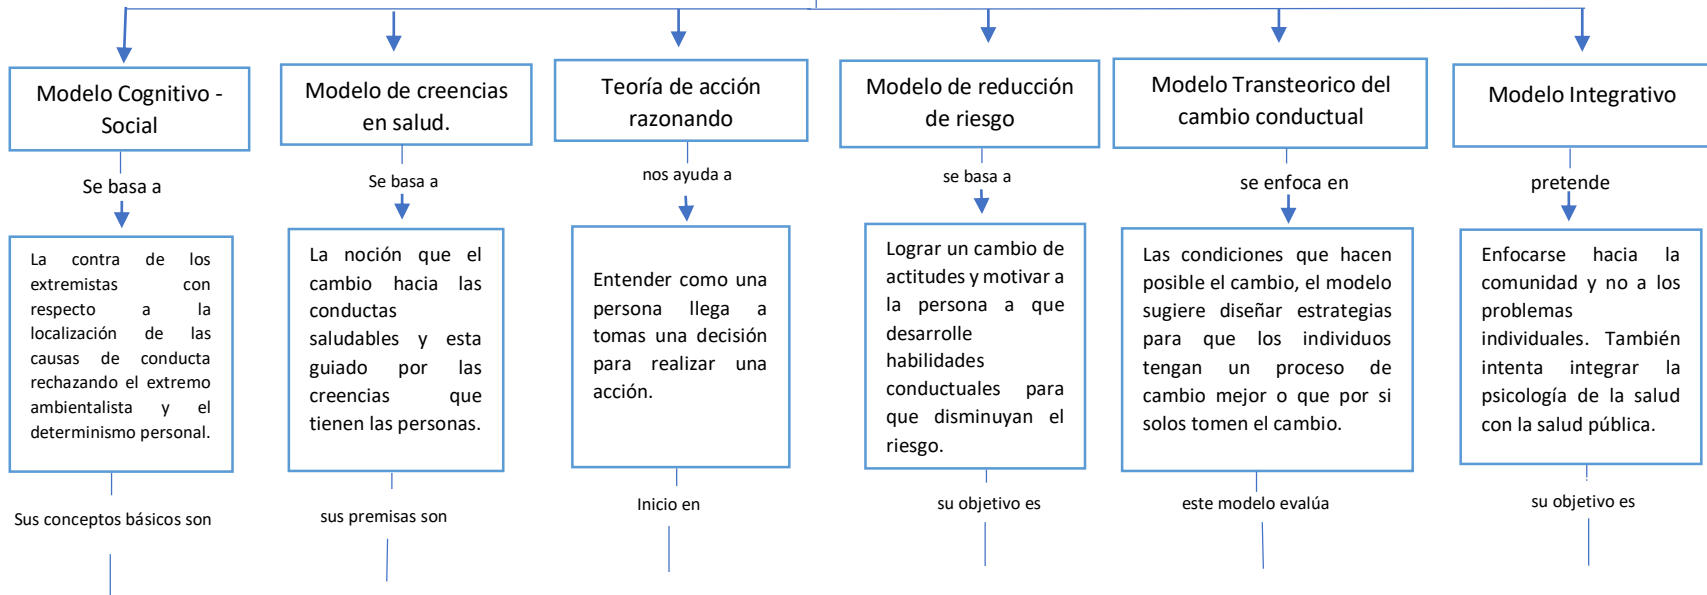 Modelo Cognitivo -
Social
Se basa a
La contra de los
extremistas con
respecto a la
localización de las
causas de conducta
rechazando el extremo
ambientalista y el
determinismo personal.
Sus conceptos básicos son
Modelo de creencias
en salud.
Se basa a
La noción que el
cambio hacia las
conductas
saludables y esta
guiado por las
creencias que
tienen las personas.
sus premisas son
Teoría de acción
razonando
nos ayuda a
Entender como una
persona llega a
tomas una decisión
para realizar una
acción.
Inicio en
Modelo de reducción
de riesgo
se basa a
Lograr un cambio de
actitudes y motivar a
la persona a que
desarrolle
habilidades
conductuales para
que disminuyan el
riesgo.
su objetivo es
Modelo Transteorico del
cambio conductual
se enfoca en
Las condiciones que hacen
posible el cambio, el modelo
sugiere diseñar estrategias
para que los individuos
tengan un proceso de
cambio mejor o que por si
solos tomen el cambio.
este modelo evalúa
Modelo Integrativo
pretende
Enfocarse hacia la
comunidad y no a los
problemas
individuales. También
intenta integrar la
psicología de la salud
con la salud pública.
su objetivo es